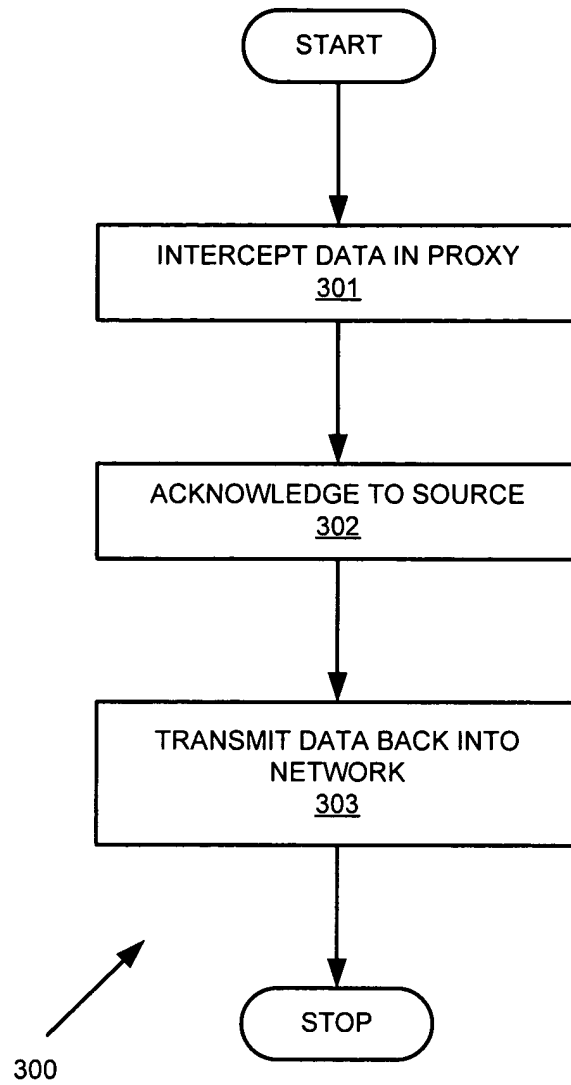 START
INTERCEPT DATA IN PROXY
301
ACKNOWLEDGE TO SOURCE
302
TRANSMIT DATA BACK INTO
NETWORK
303
STOP
300